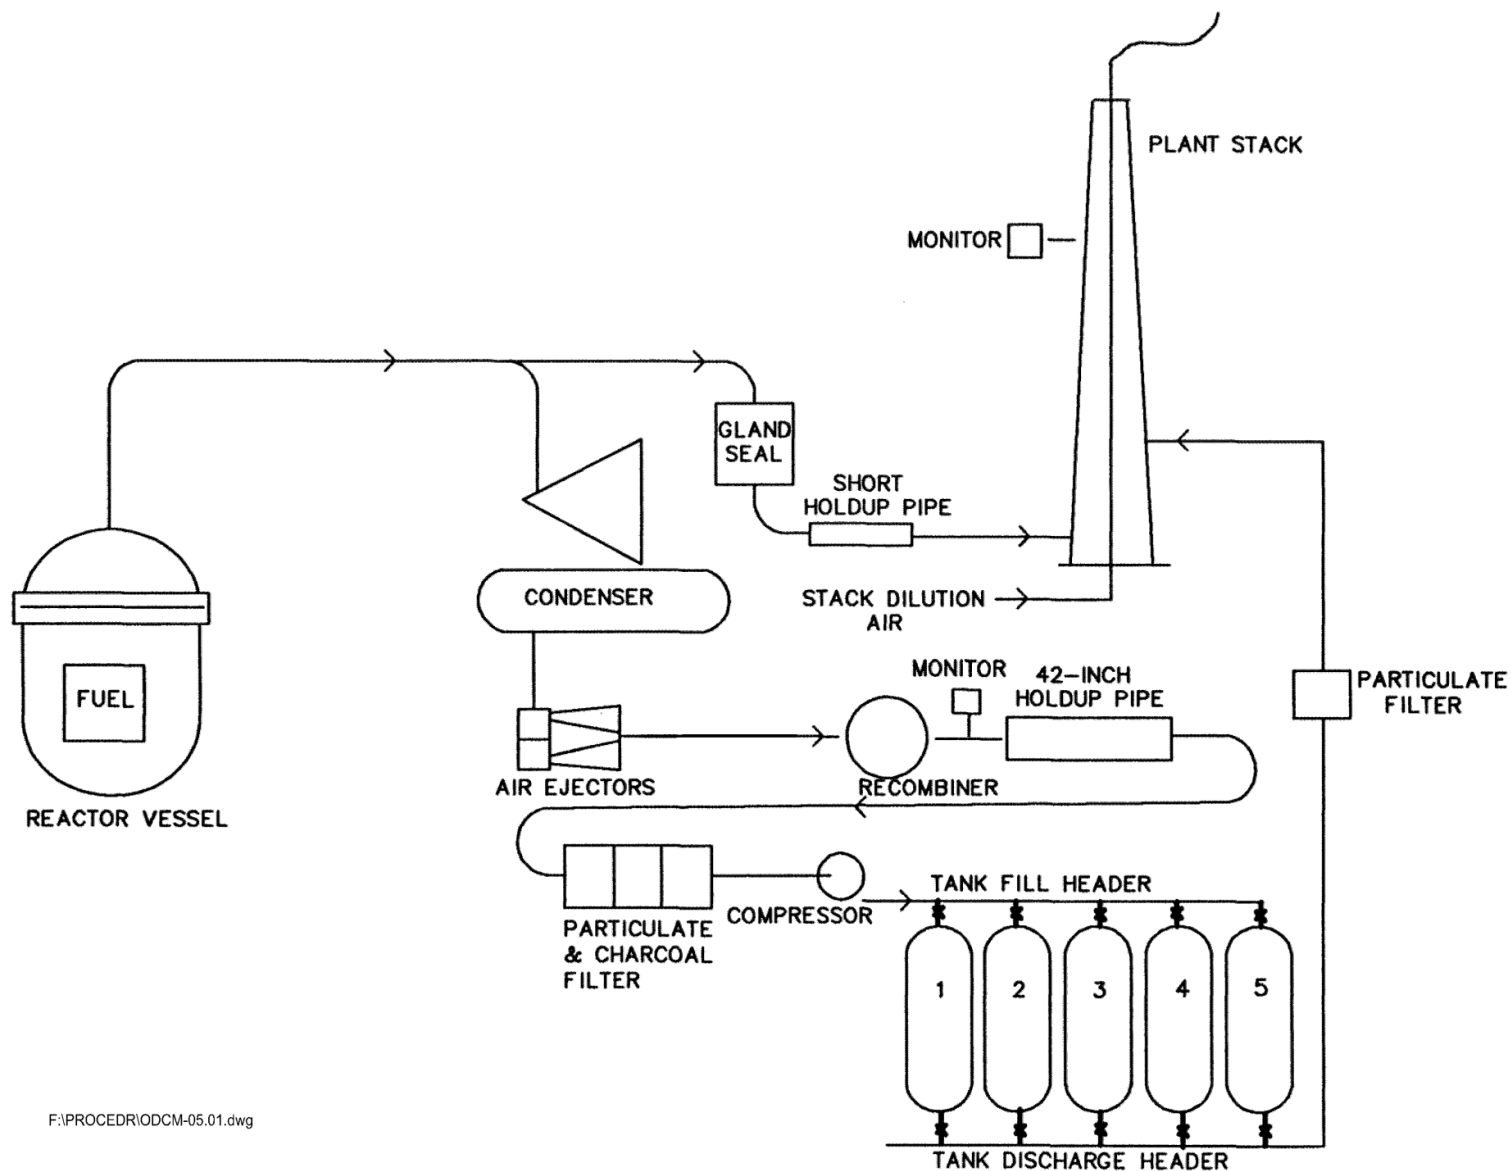 PLANT STACK
MONITOR
GLAND
SEAL
SHORT
HOLDUP PIPE
CONDENSER
STACK DILUTION
AIR
FUEL
MONITOR
42-INCH
HOLDUP PIPE
PARTICULATE
FILTER
AIR EJECTORS
RECOMBINER
REACTOR VESSEL
TANK FILL HEADER
COMPRESSOR
PARTICULATE
& CHARCOAL
FILTER
1
2
3
4
5
F:\PROCEDR\ODCM-05.01.dwg
TANK DISCHARGE HEADER